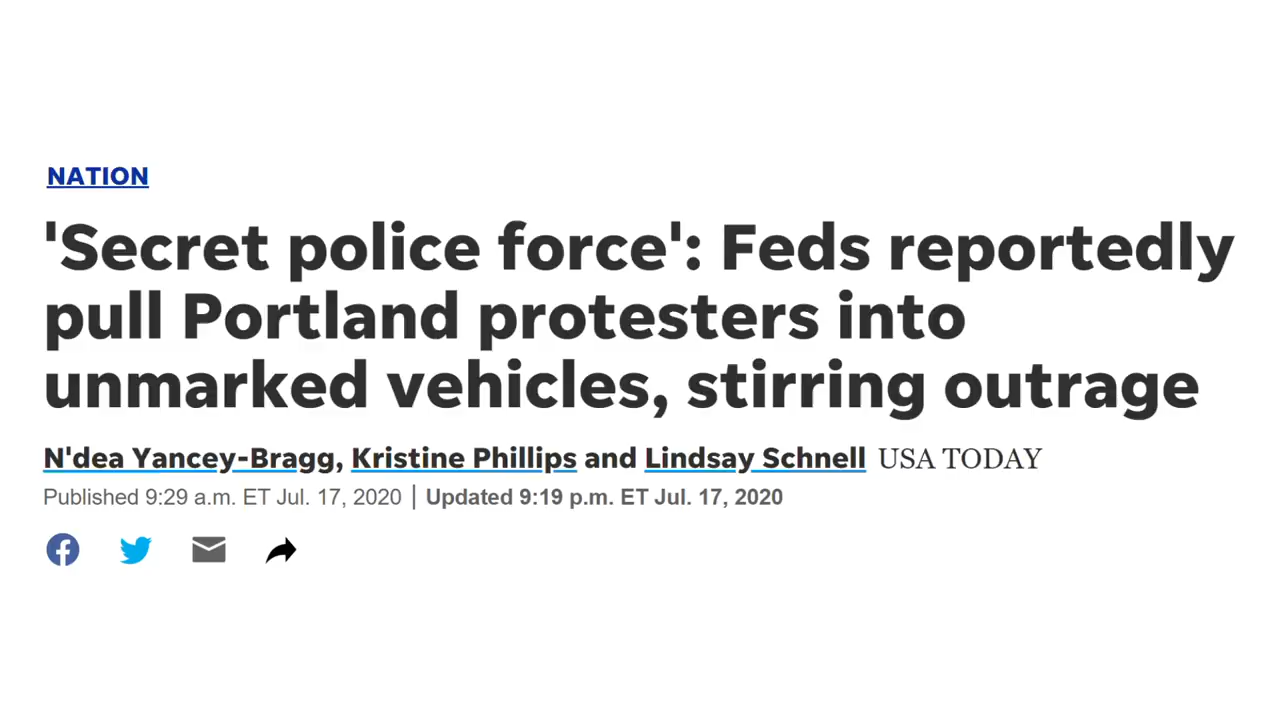 NATION
'Secret police force': Feds reportedly
pull Portland protesters into
unmarked vehicles, stirring outrage
N'dea Yancey-Bragg, Kristine Phillips and Lindsay Schnell USA TODAY
Published 9:29 a.m. ET Jul. 17, 2020 | Updated 9:19 p.m. ET Jul. 17, 2020